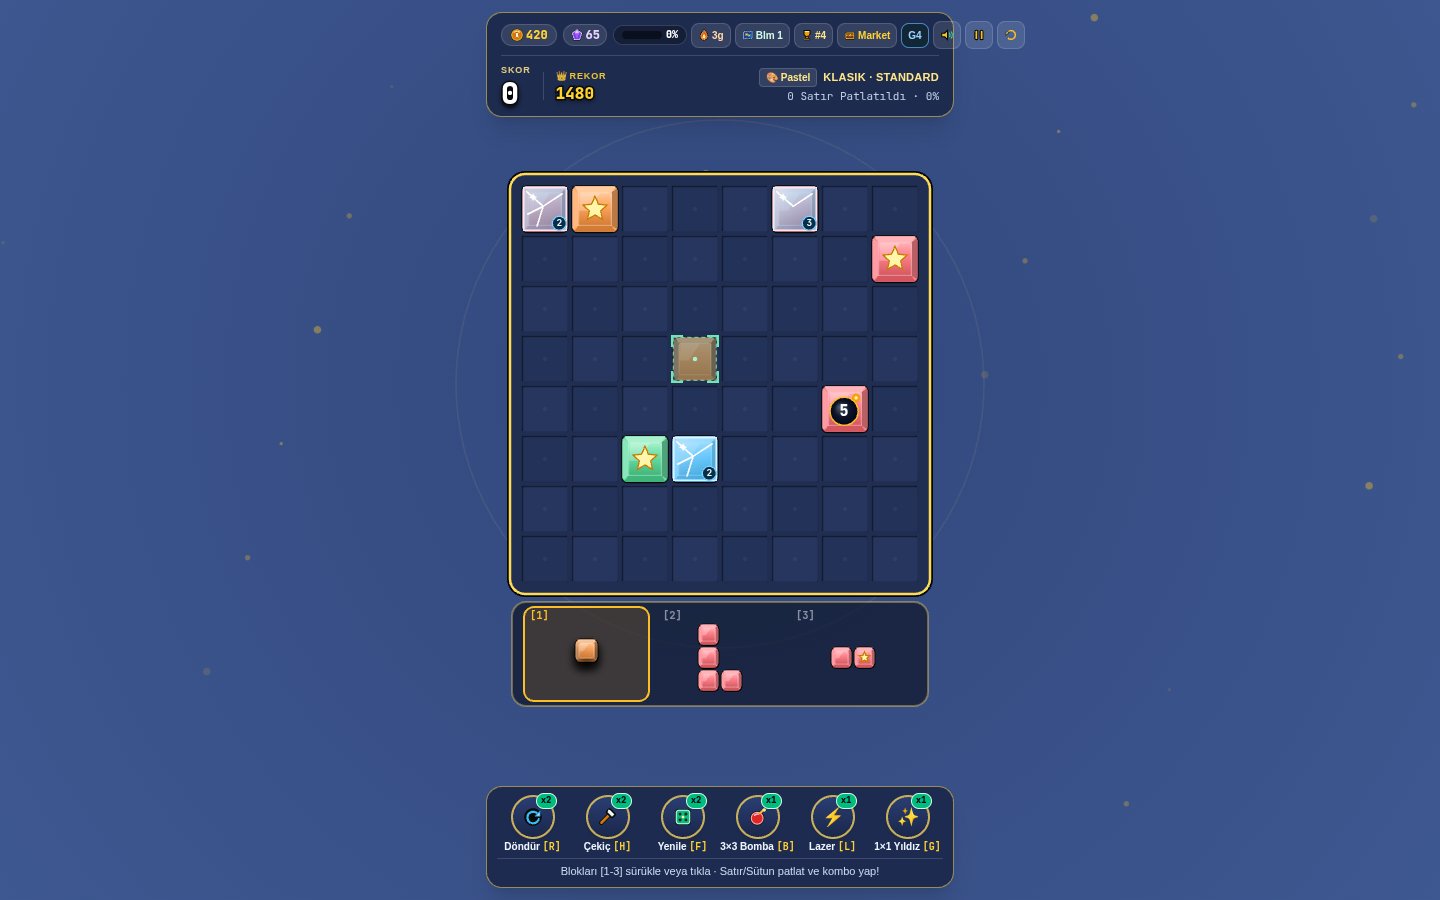 420 65 0% 3g Blm 1 #4 Market G4
SKOR
0
REKOR
1480
Pastel KLASIK · STANDARD
0 Satır Patlatıldı · 0%
2
3
5
2
[1] [2] [3]
x2 x2 x2 x1 x1 x1
Döndür [R] Çekiç [H] Yenile [F] 3×3 Bomba [B] Lazer [L] 1×1 Yıldız [G]
Blokları [1-3] sürükle veya tıkla · Satır/Sütun patlat ve kombo yap!